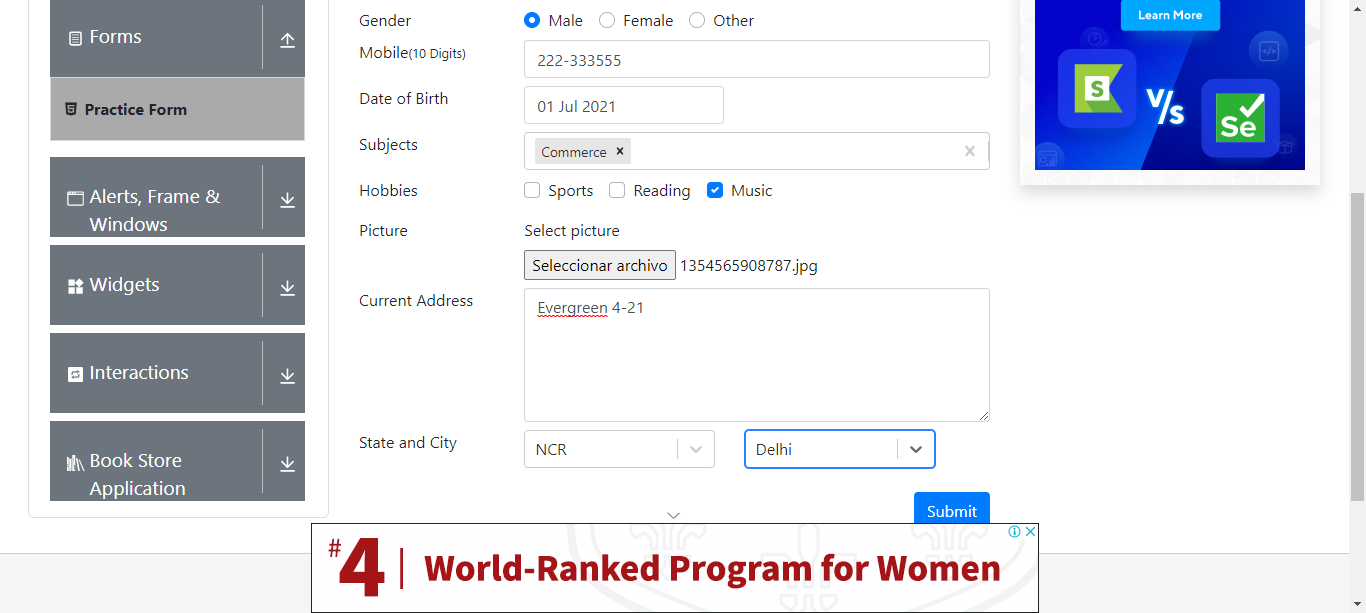 Forms
Practice Form
Alerts, Frame &
Windows
Widgets
Interactions
Book Store
Application
Gender Male Female Other
Mobile(10 Digits) 222-333555
Date of Birth 01 Jul 2021
Subjects Commerce ×
Hobbies Sports Reading Music
Picture Select picture
Seleccionar archivo 1354565908787.jpg
Current Address Evergreen 4-21
State and City NCR Delhi
Submit
Learn More
S
V/s
Se
#4 | World-Ranked Program for Women